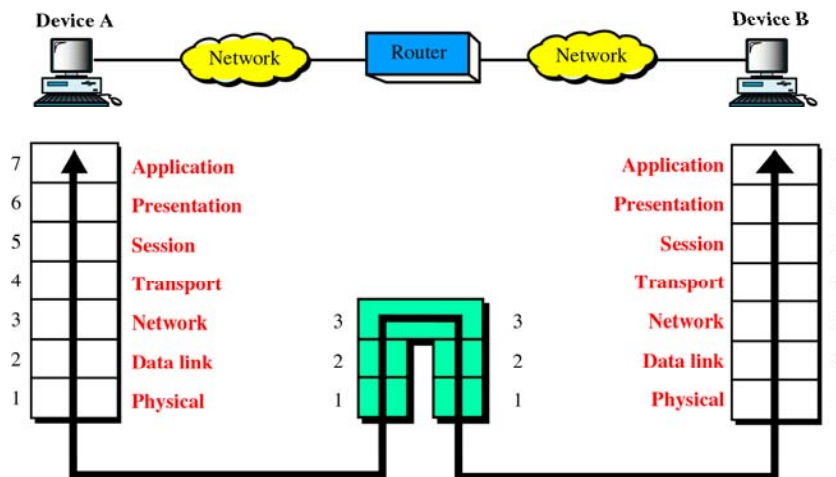 Device A
Device B
Network
Router
Network
7 Application
6 Presentation
5 Session
4 Transport
3 Network
2 Data link
1 Physical
3 3
2 2
1 1
Application
Presentation
Session
Transport
Network
Data link
Physical